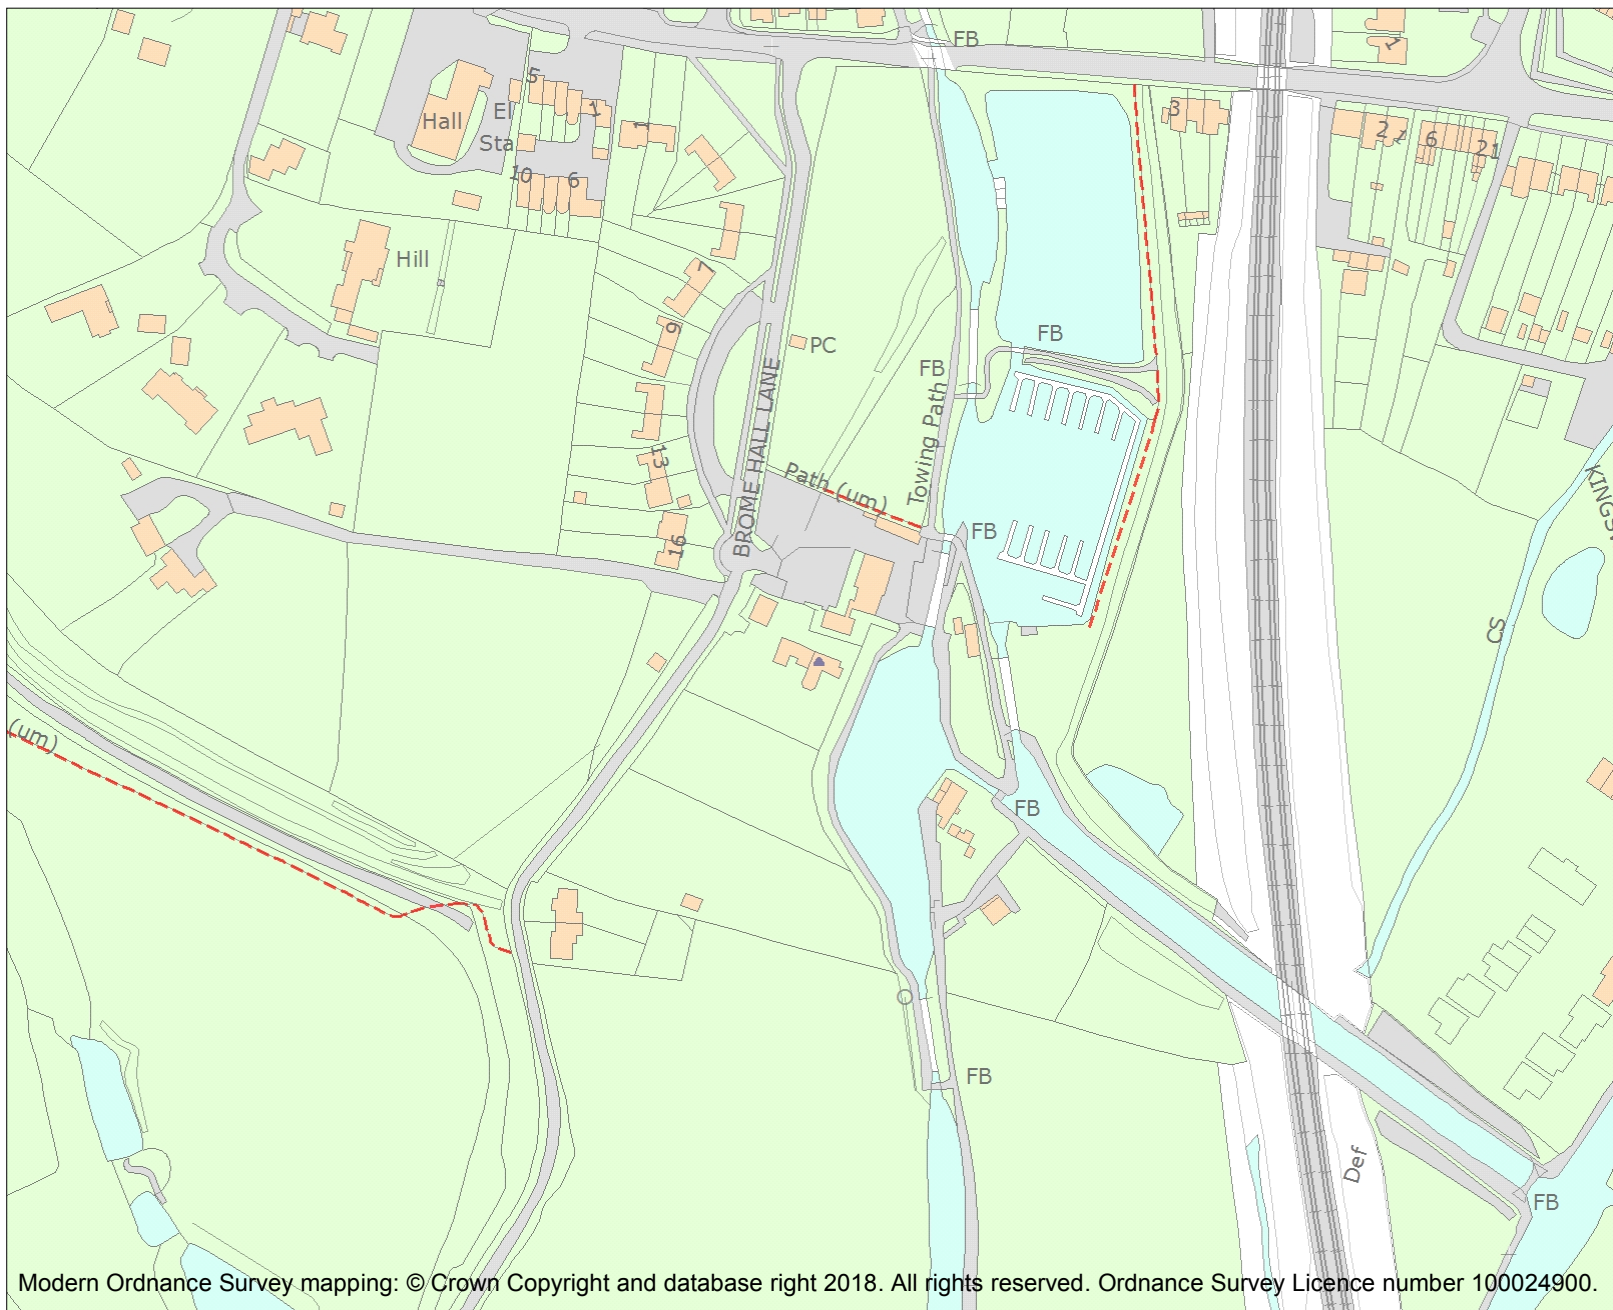 FB
1
5
3
El
1
Hall
1
2
1
6
21
Sta
10
6
Hill
7
9
FB
PC
FB
BROME HALL LANE
Towing Path
13
Path (um)
FB
16
CS
(um)
FB
FB
Def
FB
Modern Ordnance Survey mapping: © Crown Copyright and database right 2018. All rights reserved. Ordnance Survey Licence number 100024900.